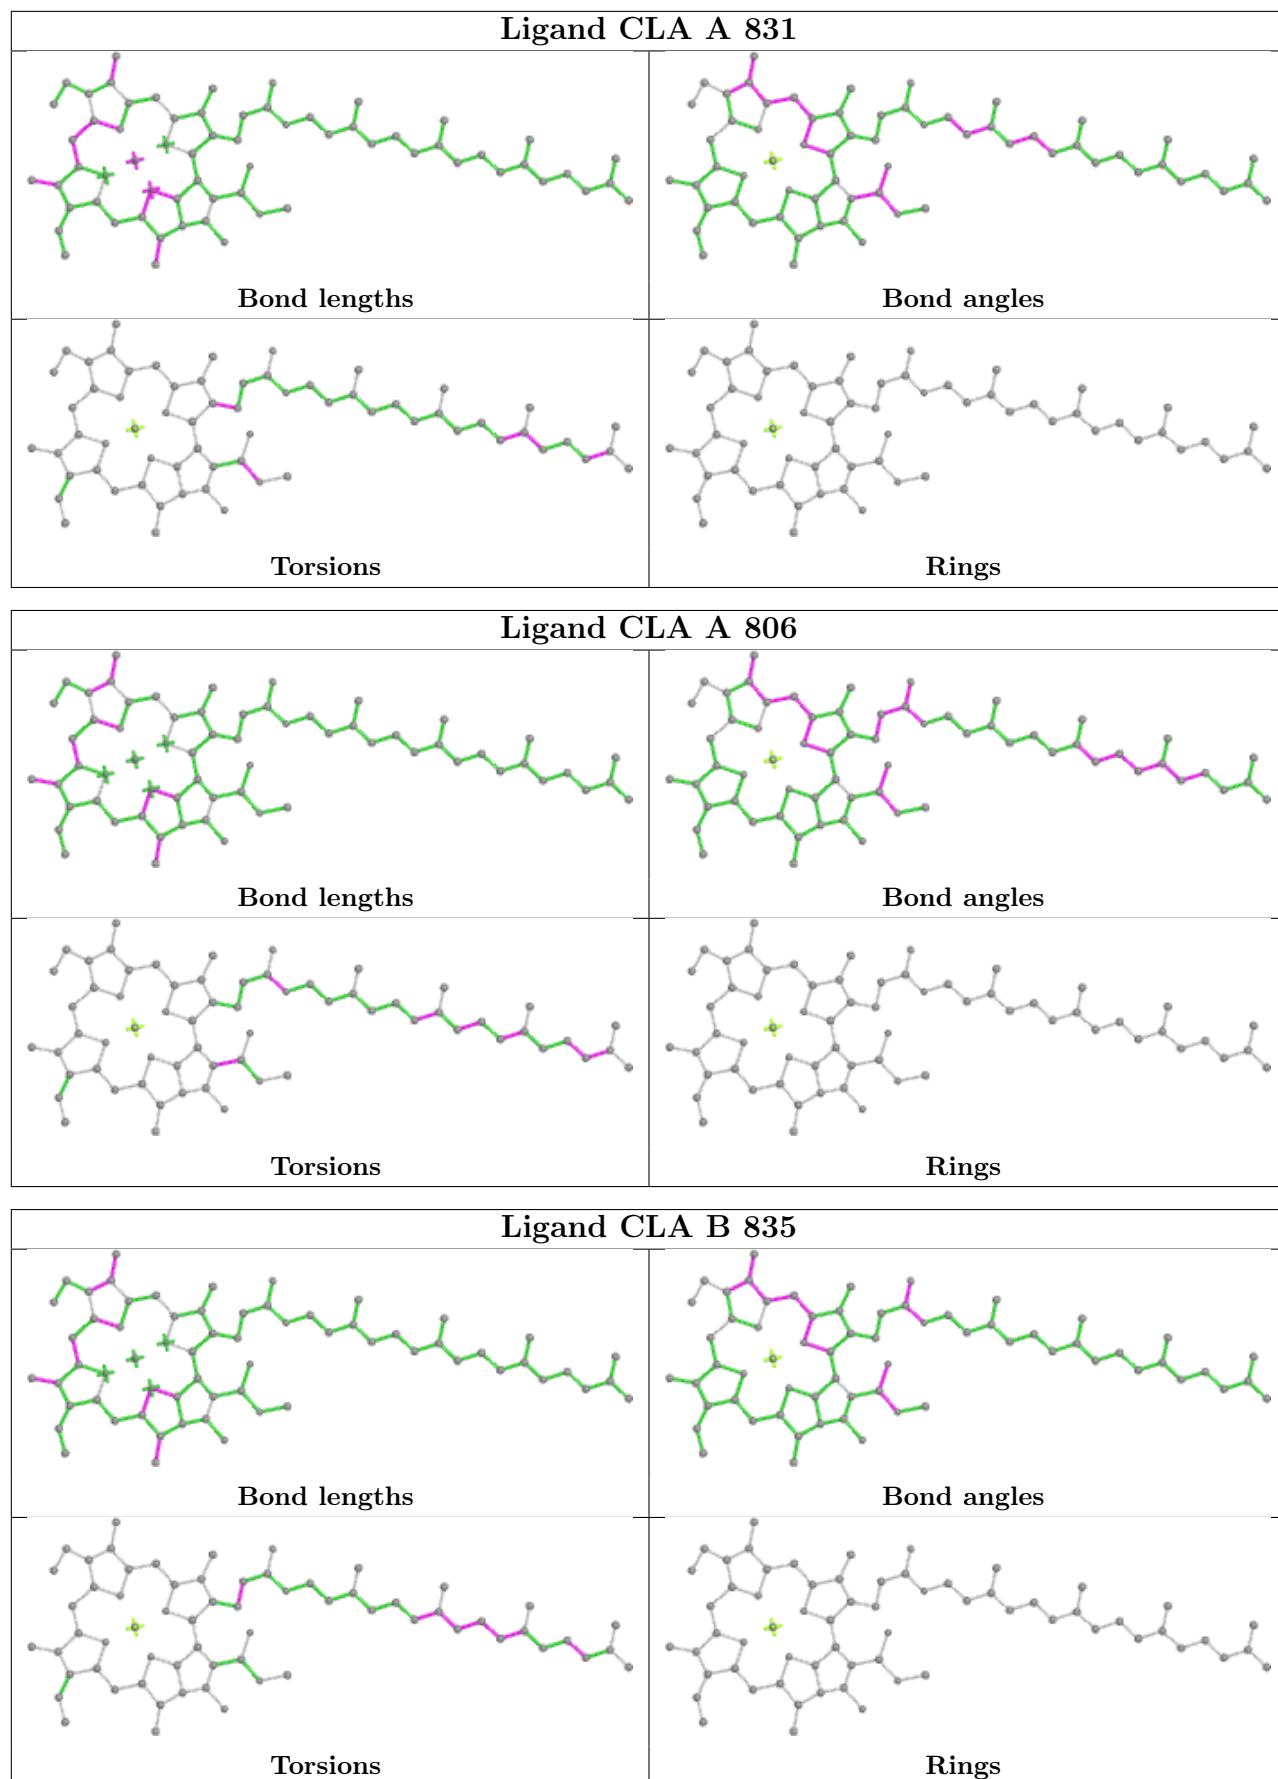 Ligand CLA A 831
Bond lengths
Bond angles
Torsions
Rings
Ligand CLA A 806
Bond lengths
Bond angles
Torsions
Rings
Ligand CLA B 835
Bond lengths
Bond angles
Torsions
Rings